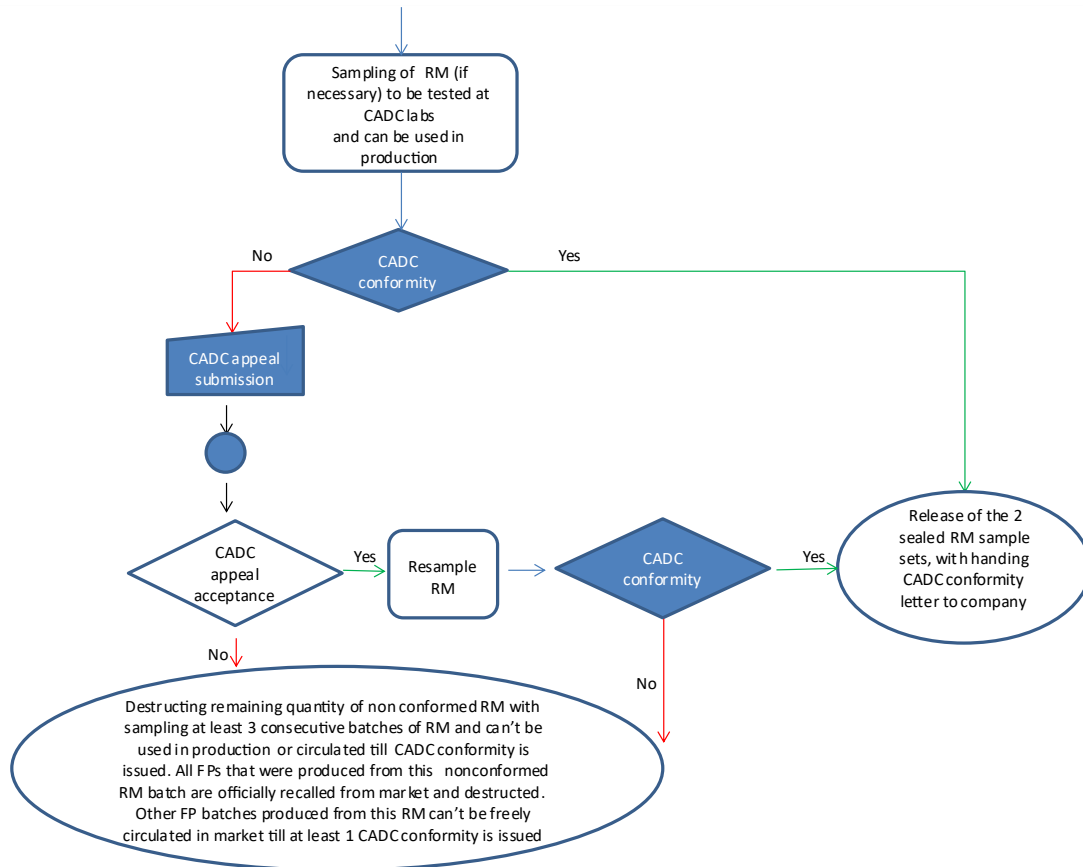 Sampling of RM (if
necessary) to be tested at
CADC labs
and can be used in
production
No
Yes
CADC
conformity
CADC appeal
submission
CADC
appeal
acceptance
Yes
Resample
RM
CADC
conformity
Yes
Release of the 2
sealed RM sample
sets, with handing
CADC conformity
letter to company
No
No
Destructing remaining quantity of non conformed RM with
sampling at least 3 consecutive batches of RM and can't be
used in production or circulated till CADC conformity is
issued. All FPs that were produced from this nonconformed
RM batch are officially recalled from market and destructed.
Other FP batches produced from this RM can't be freely
circulated in market till at least 1 CADC conformity is issued